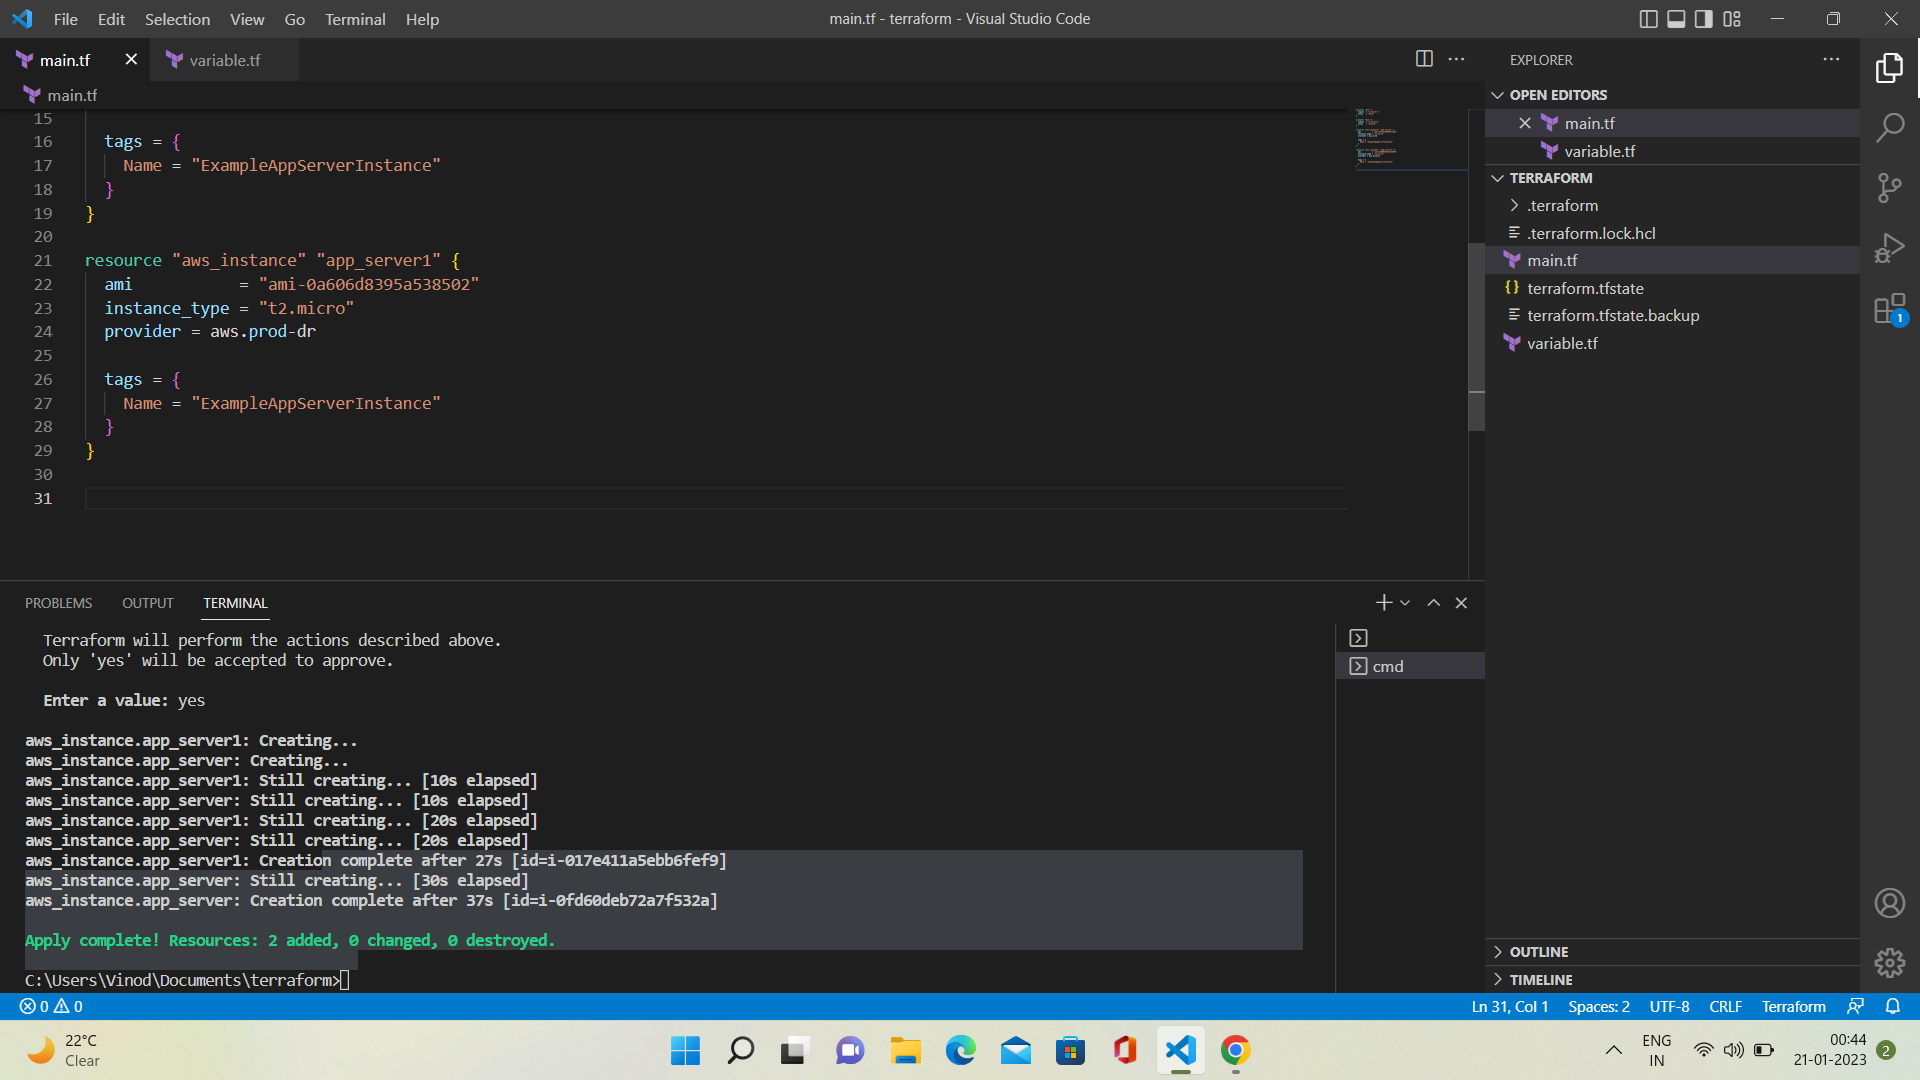 File Edit Selection View Go Terminal Help
main.tf - terraform - Visual Studio Code
main.tf
variable.tf
main.tf
15
16 tags = {
17 Name = "ExampleAppServerInstance"
18 }
19 }
20
21 resource "aws_instance" "app_server1" {
22 ami = "ami-0a606d8395a538502"
23 instance_type = "t2.micro"
24 provider = aws.prod-dr
25
26 tags = {
27 Name = "ExampleAppServerInstance"
28 }
29 }
30
31
EXPLORER
OPEN EDITORS
main.tf
variable.tf
TERRAFORM
.terraform
.terraform.lock.hcl
main.tf
terraform.tfstate
terraform.tfstate.backup
variable.tf
OUTLINE
TIMELINE
1
PROBLEMS OUTPUT TERMINAL
Terraform will perform the actions described above.
Only 'yes' will be accepted to approve.
Enter a value: yes
aws_instance.app_server1: Creating...
aws_instance.app_server: Creating...
aws_instance.app_server1: Still creating... [10s elapsed]
aws_instance.app_server: Still creating... [10s elapsed]
aws_instance.app_server1: Still creating... [20s elapsed]
aws_instance.app_server: Still creating... [20s elapsed]
aws_instance.app_server1: Creation complete after 27s [id=i-017e411a5ebb6fef9]
aws_instance.app_server: Still creating... [30s elapsed]
aws_instance.app_server: Creation complete after 37s [id=i-0fd60deb72a7f532a]
Apply complete! Resources: 2 added, 0 changed, 0 destroyed.
C:\Users\Vinod\Documents\terraform>
cmd
0 0
Ln 31, Col 1 Spaces: 2 UTF-8 CRLF Terraform
22°C
Clear
ENG
IN
00:44
21-01-2023
2